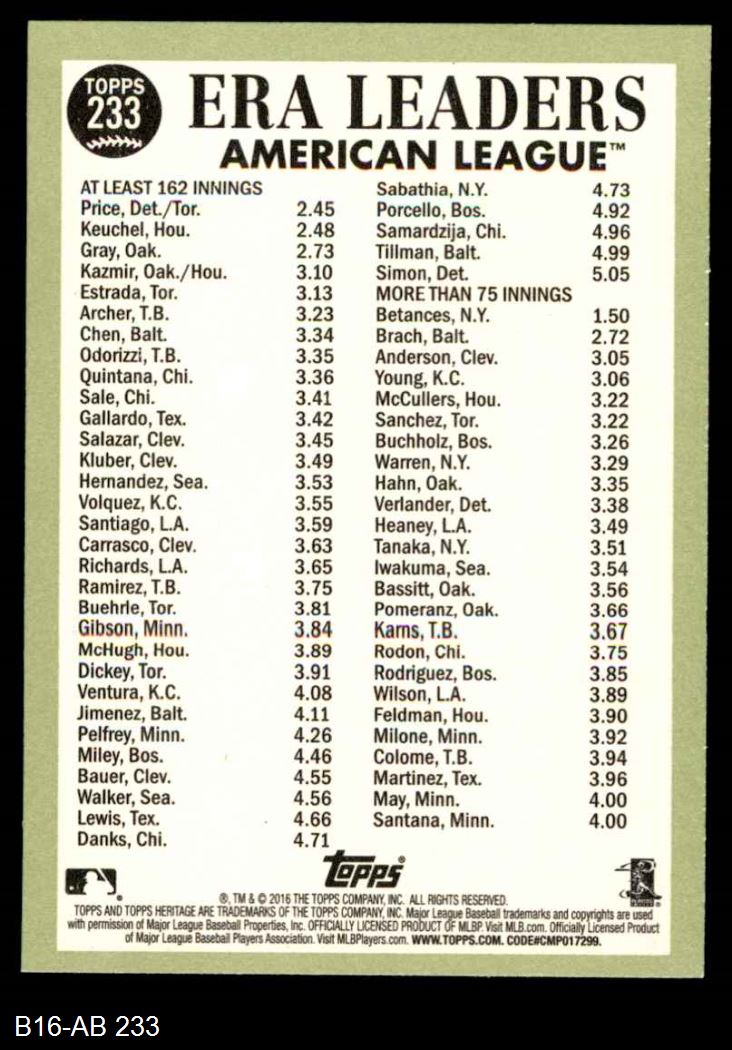 TOPPS
233
ERA LEADERS
AMERICAN LEAGUE™
AT LEAST 162 INNINGS
Price, Det./Tor. 2.45
Keuchel, Hou. 2.48
Gray, Oak. 2.73
Kazmir, Oak./Hou. 3.10
Estrada, Tor. 3.13
Archer, T.B. 3.23
Chen, Balt. 3.34
Odorizzi, T.B. 3.35
Quintana, Chi. 3.36
Sale, Chi. 3.41
Gallardo, Tex. 3.42
Salazar, Clev. 3.45
Kluber, Clev. 3.49
Hernandez, Sea. 3.53
Volquez, K.C. 3.55
Santiago, L.A. 3.59
Carrasco, Clev. 3.63
Richards, L.A. 3.65
Ramirez, T.B. 3.75
Buehrle, Tor. 3.81
Gibson, Minn. 3.84
McHugh, Hou. 3.89
Dickey, Tor. 3.91
Ventura, K.C. 4.08
Jimenez, Balt. 4.11
Pelfrey, Minn. 4.26
Miley, Bos. 4.46
Bauer, Clev. 4.55
Walker, Sea. 4.56
Lewis, Tex. 4.66
Danks, Chi. 4.71
Sabathia, N.Y. 4.73
Porcello, Bos. 4.92
Samardzija, Chi. 4.96
Tillman, Balt. 4.99
Simon, Det. 5.05
MORE THAN 75 INNINGS
Betances, N.Y. 1.50
Brach, Balt. 2.72
Anderson, Clev. 3.05
Young, K.C. 3.06
McCullers, Hou. 3.22
Sanchez, Tor. 3.22
Buchholz, Bos. 3.26
Warren, N.Y. 3.29
Hahn, Oak. 3.35
Verlander, Det. 3.38
Heaney, L.A. 3.49
Tanaka, N.Y. 3.51
Iwakuma, Sea. 3.54
Bassitt, Oak. 3.56
Pomeranz, Oak. 3.66
Karns, T.B. 3.67
Rodon, Chi. 3.75
Rodriguez, Bos. 3.85
Wilson, L.A. 3.89
Feldman, Hou. 3.90
Milone, Minn. 3.92
Colome, T.B. 3.94
Martinez, Tex. 3.96
May, Minn. 4.00
Santana, Minn. 4.00
topps®
®, TM & © 2016 THE TOPPS COMPANY, INC. ALL RIGHTS RESERVED.
TOPPS AND TOPPS HERITAGE ARE TRADEMARKS OF THE TOPPS COMPANY, INC. Major League Baseball trademarks and copyrights are used
with permission of Major League Baseball Properties, Inc. OFFICIALLY LICENSED PRODUCT OF MLBP. Visit MLB.com. Officially Licensed Product
of Major League Baseball Players Association. Visit MLBPlayers.com. WWW.TOPPS.COM. CODE#CMP017299.
B16-AB 233